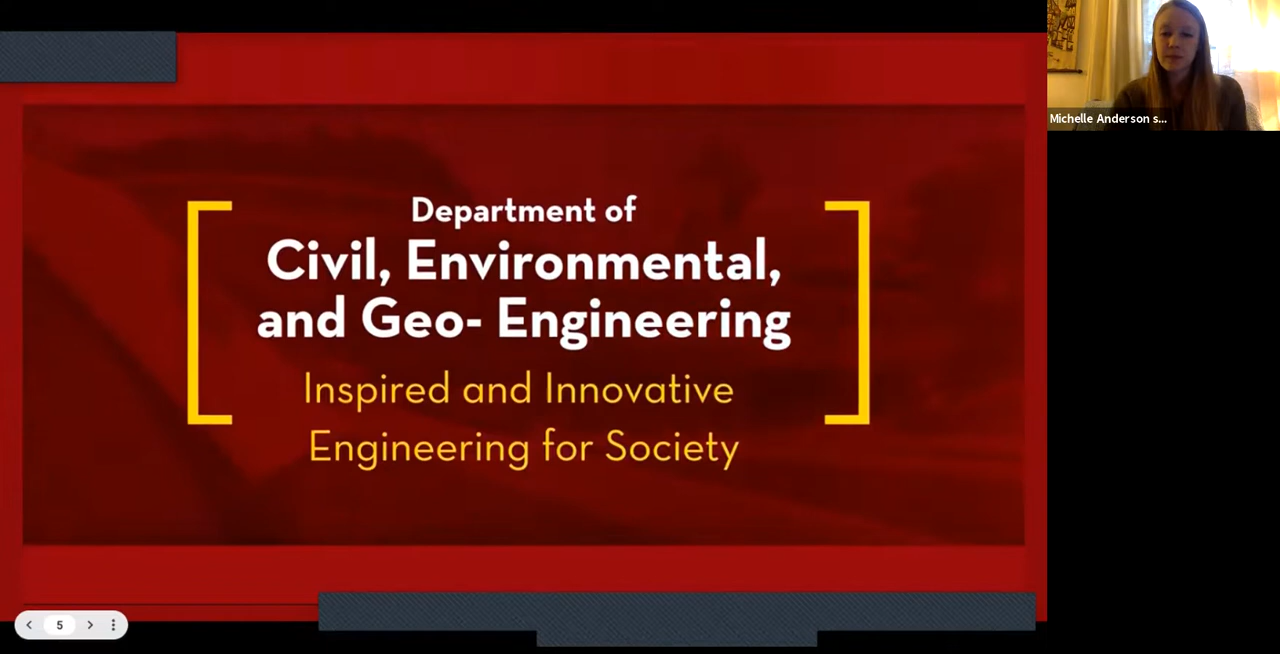 Department of
Civil, Environmental,
and Geo- Engineering
Inspired and Innovative
Engineering for Society
Michelle Anderson s...
5